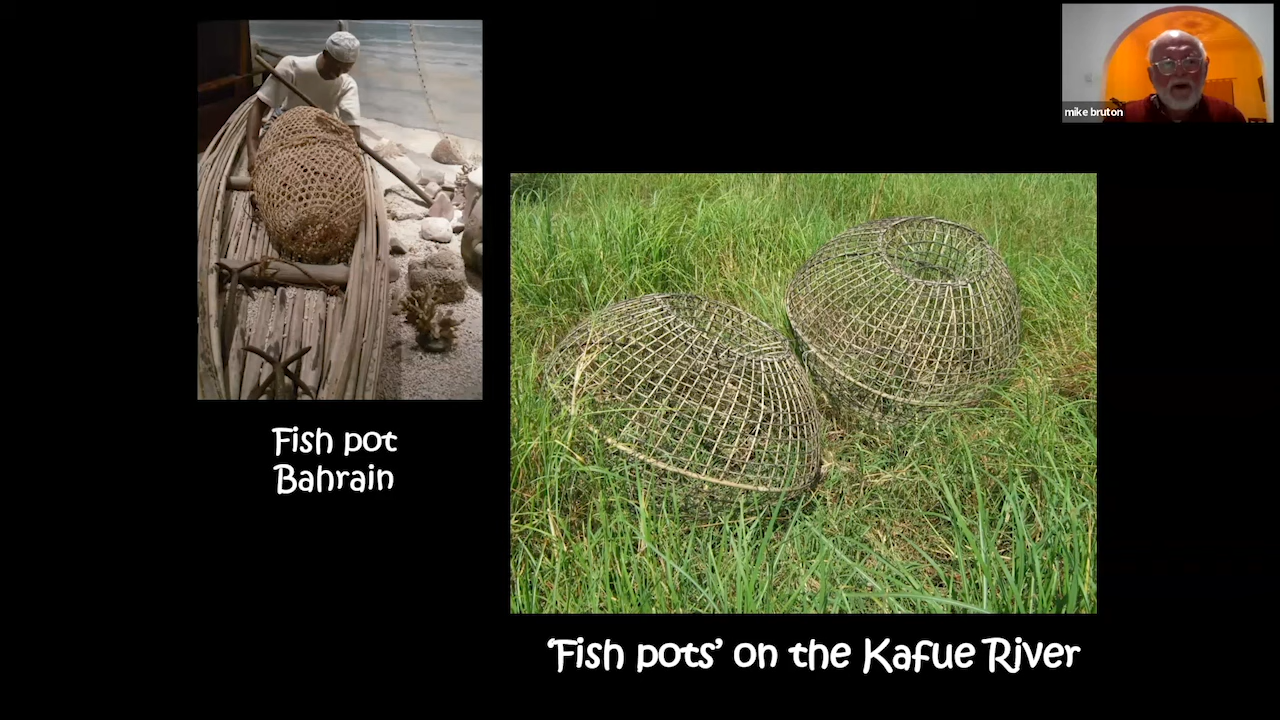 mike bruton
Fish pot
Bahrain
‘Fish pots’ on the Kafue River